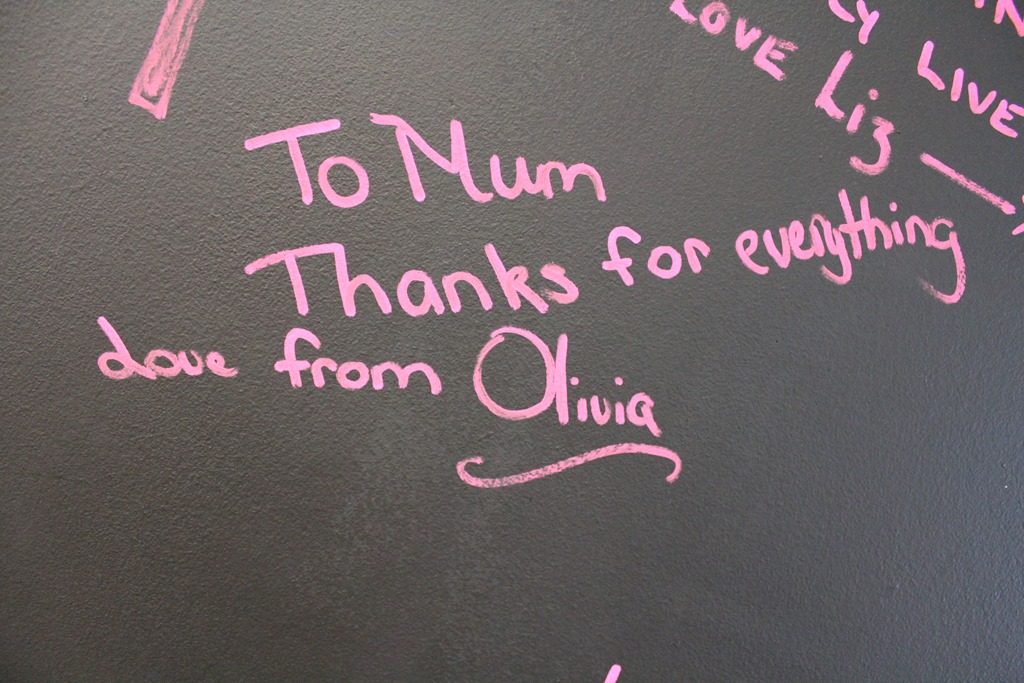 To Mum
Thanks for everything
love from Olivia
LOVE Liz
LIVE